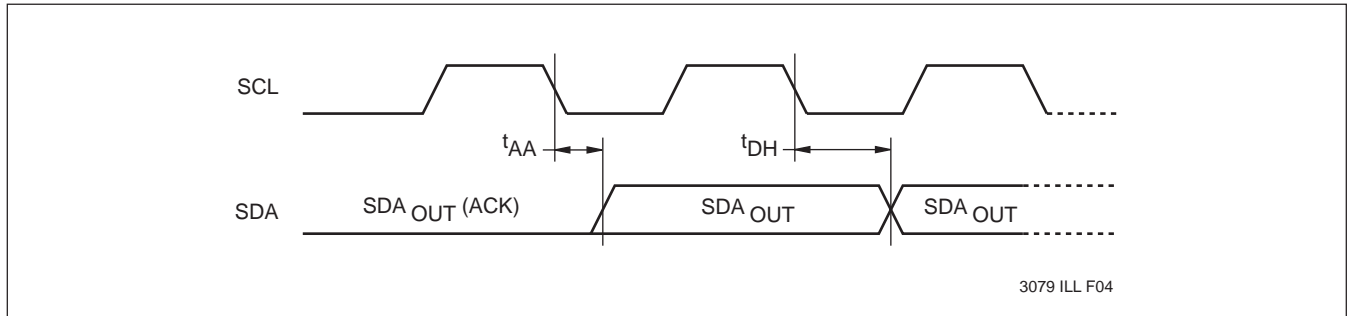 SCL
tAA
tDH
SDA
SDA OUT (ACK)
SDA OUT
SDA OUT
3079 ILL F04